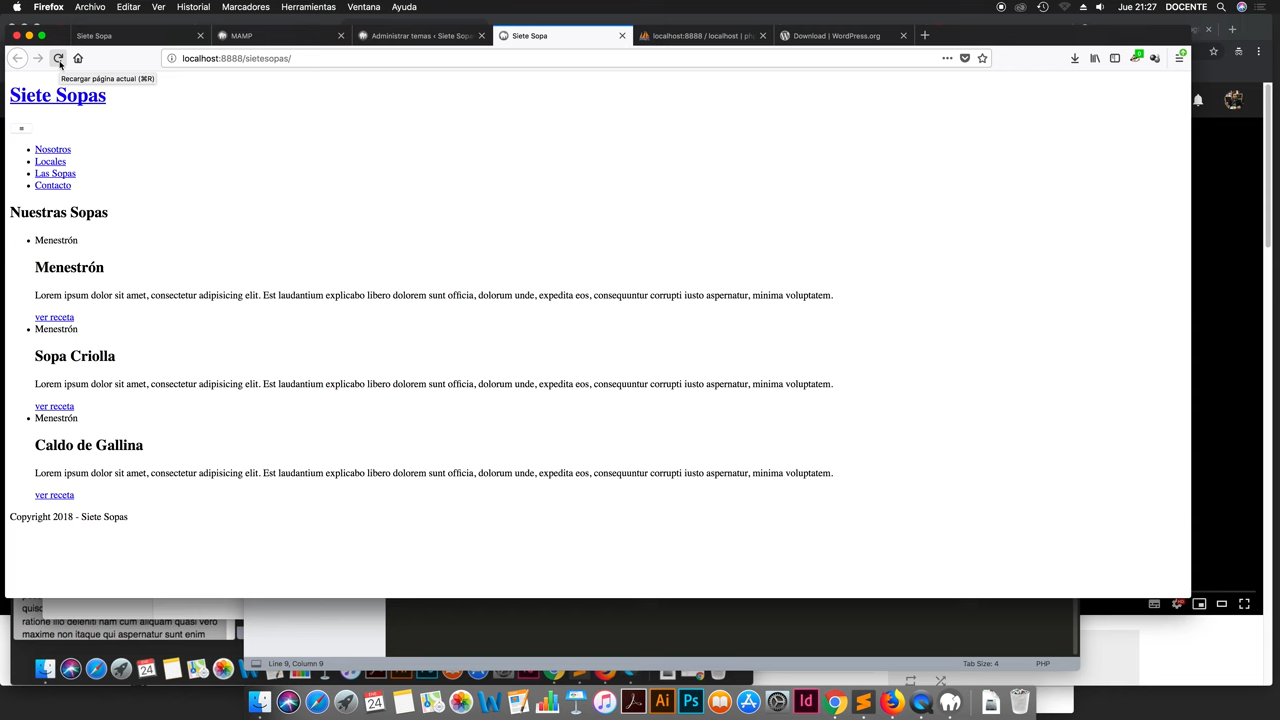 Firefox Archivo Editar Ver Historial Marcadores Herramientas Ventana Ayuda Jue 21:27 DOCENTE
Siete Sopa MAMP Administrar temas ‹ Siete Sopa Siete Sopa localhost:8888 / localhost | ph Download | WordPress.org
localhost:8888/sietesopas/
Recargar página actual (⌘R)
Siete Sopas
Nosotros
Locales
Las Sopas
Contacto
Nuestras Sopas
Menestrón
Menestrón
Lorem ipsum dolor sit amet, consectetur adipisicing elit. Est laudantium explicabo libero dolorem sunt officia, dolorum unde, expedita eos, consequuntur corrupti iusto aspernatur, minima voluptatem.
ver receta
Menestrón
Sopa Criolla
Lorem ipsum dolor sit amet, consectetur adipisicing elit. Est laudantium explicabo libero dolorem sunt officia, dolorum unde, expedita eos, consequuntur corrupti iusto aspernatur, minima voluptatem.
ver receta
Menestrón
Caldo de Gallina
Lorem ipsum dolor sit amet, consectetur adipisicing elit. Est laudantium explicabo libero dolorem sunt officia, dolorum unde, expedita eos, consequuntur corrupti iusto aspernatur, minima voluptatem.
ver receta
Copyright 2018 - Siete Sopas
ratione illo deleniti nam cum aliquam quasi vero
maxime non itaque qui aspernatur sunt enim
Line 9, Column 9 Tab Size: 4 PHP
24
24 Ai Ps Id